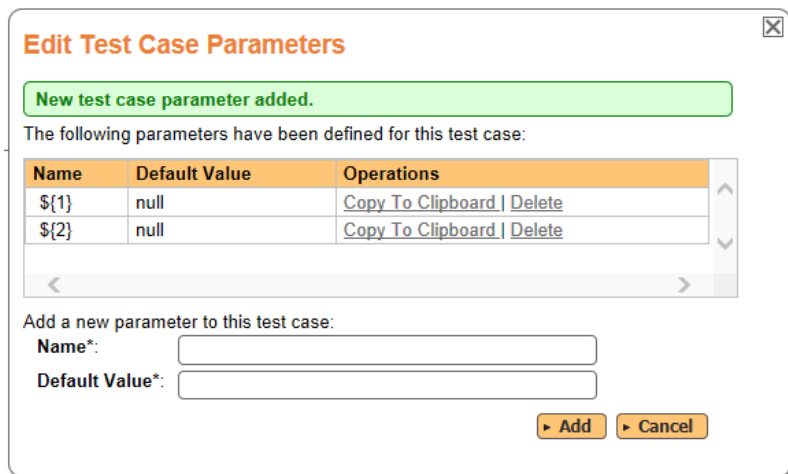 Edit Test Case Parameters
New test case parameter added.
The following parameters have been defined for this test case:
Name Default Value Operations
${1} null Copy To Clipboard | Delete
${2} null Copy To Clipboard | Delete
Add a new parameter to this test case:
Name*:
Default Value*:
Add Cancel